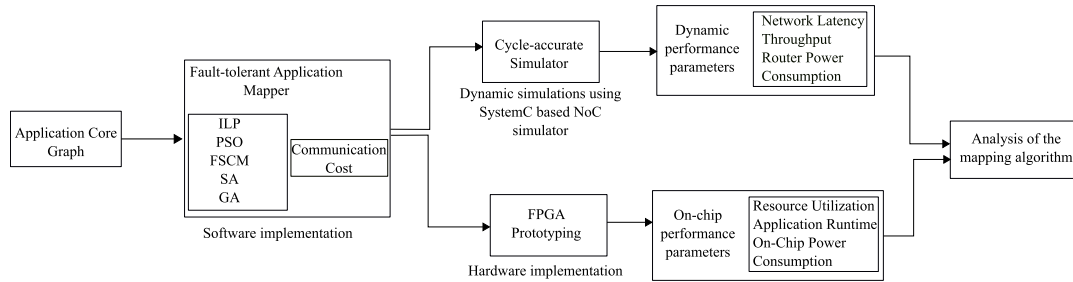 Application Core
Graph
Fault-tolerant Application
Mapper
ILP
PSO
FSCM
SA
GA
Communication
Cost
Software implementation
Cycle-accurate
Simulator
Dynamic simulations using
SystemC based NoC
simulator
Dynamic
performance
parameters
Network Latency
Throughput
Router Power
Consumption
FPGA
Prototyping
Hardware implementation
On-chip
performance
parameters
Resource Utilization
Application Runtime
On-Chip Power
Consumption
Analysis of the
mapping algorithm